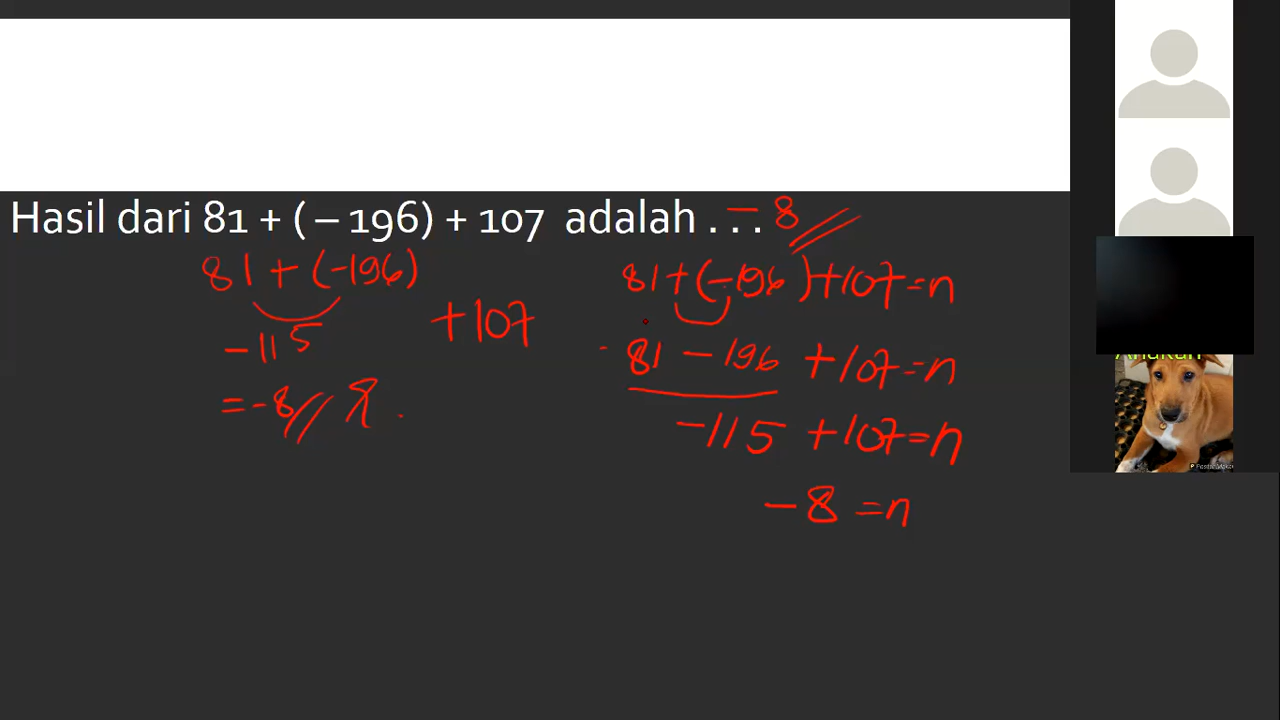 Hasil dari 81 + ( – 196) + 107 adalah . . . – 8
81 + (-196)
+107
- 115
= -8
81 + (-196) + 107 = n
81 - 196 + 107 = n
-115 + 107 = n
- 8 = n